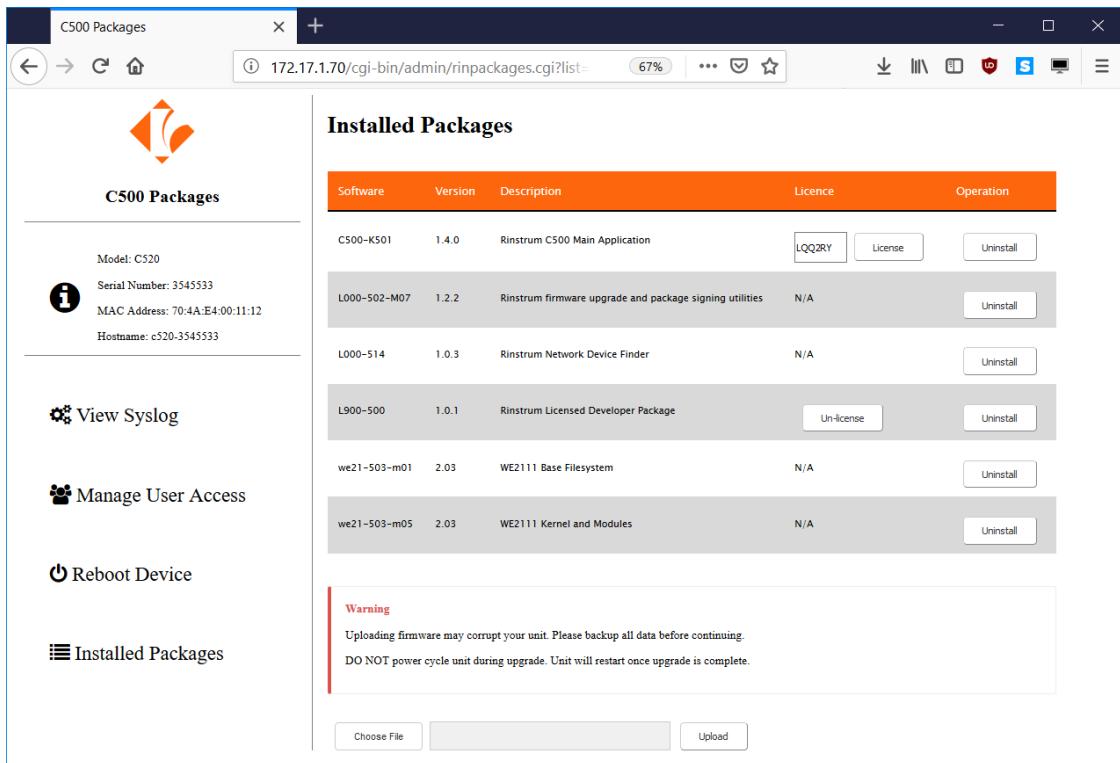 C500 Packages
172.17.1.70/cgi-bin/admin/rinpackages.cgi?list= 67%
C500 Packages
Model: C520
Serial Number: 3545533
MAC Address: 70:4A:E4:00:11:12
Hostname: c520-3545533
View Syslog
Manage User Access
Reboot Device
Installed Packages
Installed Packages
Software Version Description Licence Operation
C500-K501 1.4.0 Rinstrum C500 Main Application LQQ2RY License Uninstall
L000-502-M07 1.2.2 Rinstrum firmware upgrade and package signing utilities N/A Uninstall
L000-514 1.0.3 Rinstrum Network Device Finder N/A Uninstall
L900-500 1.0.1 Rinstrum Licensed Developer Package Un-license Uninstall
we21-503-m01 2.03 WE2111 Base Filesystem N/A Uninstall
we21-503-m05 2.03 WE2111 Kernel and Modules N/A Uninstall
Warning
Uploading firmware may corrupt your unit. Please backup all data before continuing.
DO NOT power cycle unit during upgrade. Unit will restart once upgrade is complete.
Choose File Upload